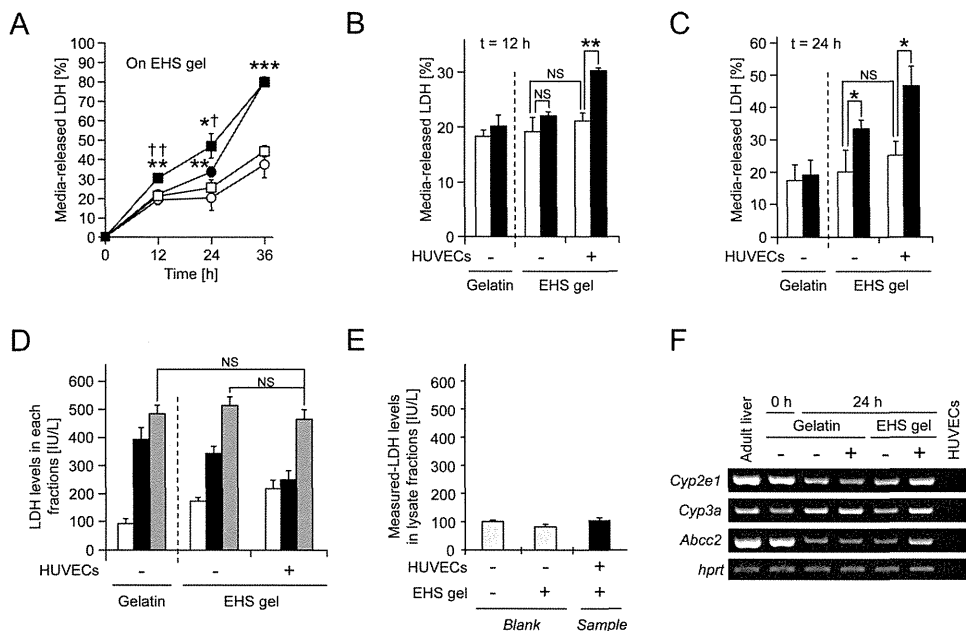 A
On EHS gel
Media-released LDH [%]
100
90
80
70
60
50
40
30
20
10
0
***
*†
**
††
**
0 12 24 36
Time [h]
B
t = 12 h
Media-released LDH [%]
30
20
10
0
NS
NS
**
HUVECs - - +
Gelatin EHS gel
C
t = 24 h
Media-released LDH [%]
60
50
40
30
20
10
0
NS
*
*
HUVECs - - +
Gelatin EHS gel
D
LDH levels in each
fractions [IU/L]
600
500
400
300
200
100
0
NS
NS
HUVECs - - +
Gelatin EHS gel
E
Measured-LDH levels
in lysate fractions [IU/L]
600
500
400
300
200
100
0
HUVECs - - +
EHS gel - + +
Blank Sample
F
Adult liver
0 h 24 h
Gelatin EHS gel
- - + - +
HUVECs
Cyp2e1
Cyp3a
Abcc2
hprt